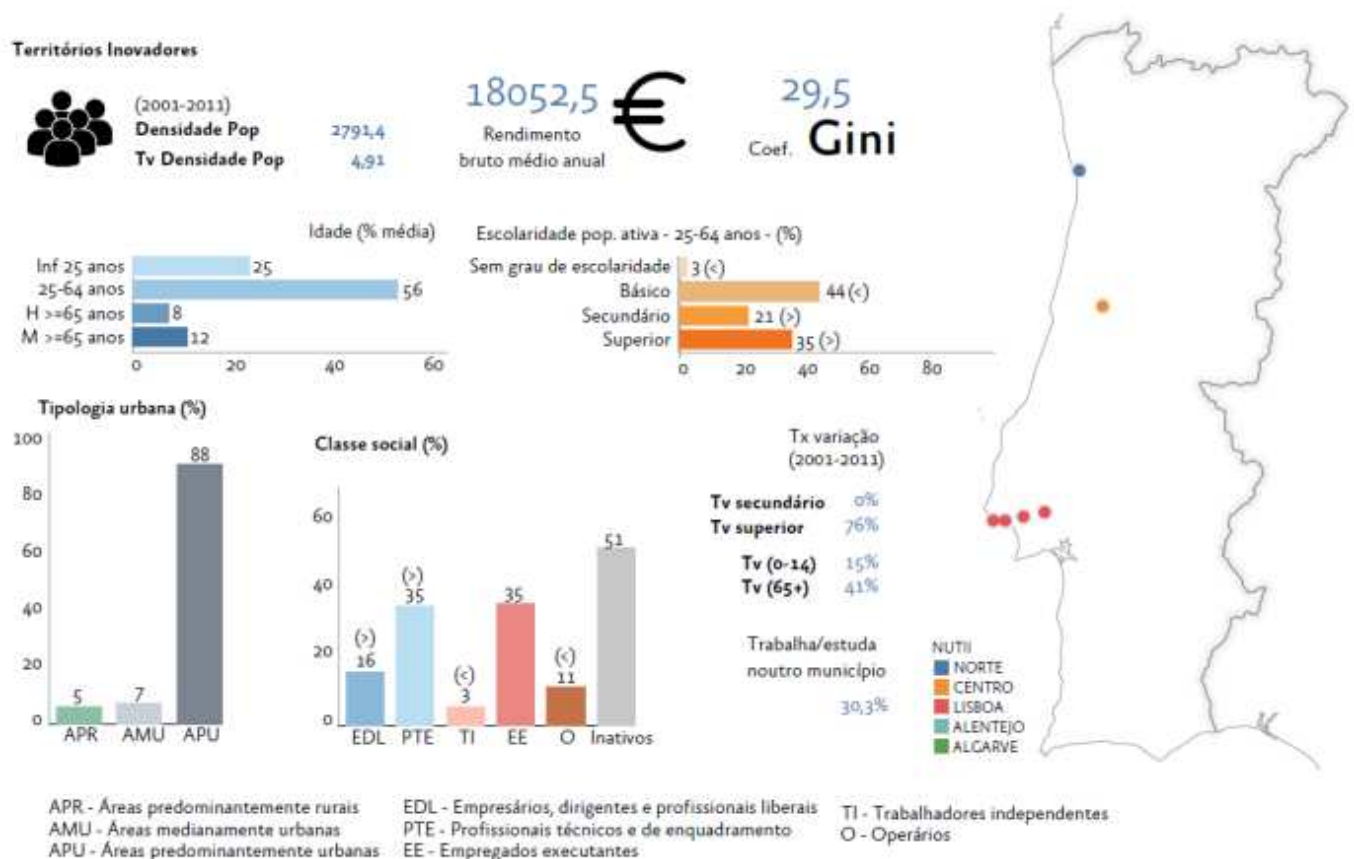 Territórios Inovadores
(2001-2011)
Densidade Pop 2791,4
Tv Densidade Pop 4,91
18052,5 €
Rendimento
bruto médio anual
29,5
Coef. Gini
Idade (% média)
Inf 25 anos 25
25-64 anos 56
H >=65 anos 8
M >=65 anos 12
0 20 40 60
Escolaridade pop. ativa - 25-64 anos - (%)
Sem grau de escolaridade 3 (<)
Básico 44 (<)
Secundário 21 (>)
Superior 35 (>)
0 20 40 60 80
Tipologia urbana (%)
100
80
60
40
20
0
5 7 88
APR AMU APU
Classe social (%)
60
40
20
0
(>) (>) (<) (<)
16 35 3 35 11 51
EDL PTE TI EE O Inativos
Tx variação
(2001-2011)
Tv secundário 0%
Tv superior 76%
Tv (0-14) 15%
Tv (65+) 41%
Trabalha/estuda
noutro município
30,3%
NUTII
NORTE
CENTRO
LISBOA
ALENTEJO
ALGARVE
APR - Áreas predominantemente rurais
AMU - Áreas medianamente urbanas
APU - Áreas predominantemente urbanas
EDL - Empresários, dirigentes e profissionais liberais
PTE - Profissionais técnicos e de enquadramento
EE - Empregados executantes
TI - Trabalhadores independentes
O - Operários